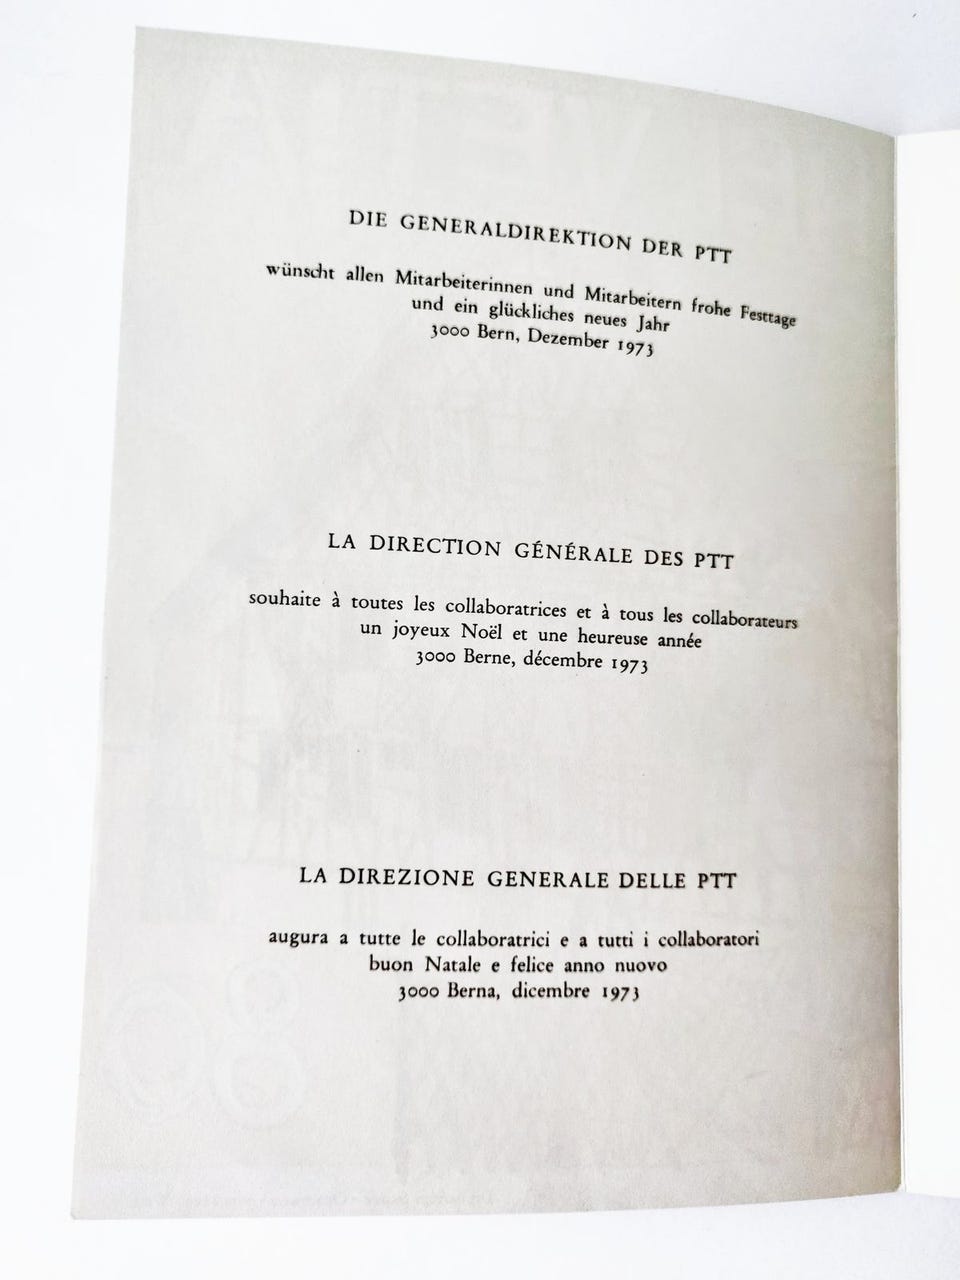 DIE GENERALDIREKTION DER PTT
wünscht allen Mitarbeiterinnen und Mitarbeitern frohe Festtage
und ein glückliches neues Jahr
3000 Bern, Dezember 1973
LA DIRECTION GÉNÉRALE DES PTT
souhaite à toutes les collaboratrices et à tous les collaborateurs
un joyeux Noël et une heureuse année
3000 Berne, décembre 1973
LA DIREZIONE GENERALE DELLE PTT
augura a tutte le collaboratrici e a tutti i collaboratori
buon Natale e felice anno nuovo
3000 Berna, dicembre 1973